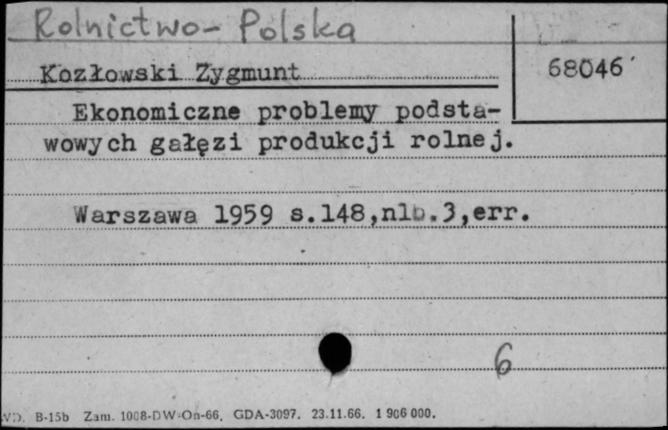 Rolnictwo - Polska
Kozłowski Zygmunt
68046
Ekonomiczne problemy podsta-
wowych gałęzi produkcji rolnej.
Warszawa 1959 s.148,nlb.3,err.
6
B-15b Zam. 1008-DW-On-66, GDA-3097. 23.11.66. 1 906 000.